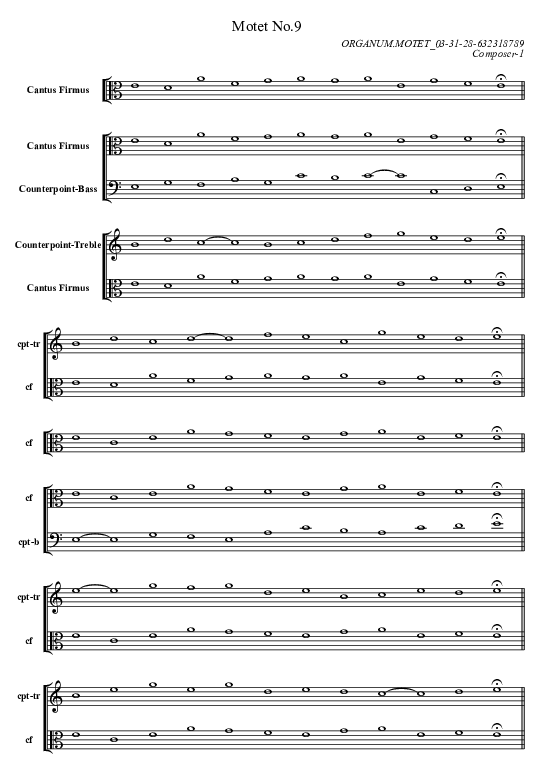 Motet No.9
ORGANUM.MOTET_03-31-28-632318789
Composer-1
Cantus Firmus
Cantus Firmus
Counterpoint-Bass
Counterpoint-Treble
Cantus Firmus
cpt-tr
cf
cf
cf
cpt-b
cpt-tr
cf
cpt-tr
cf